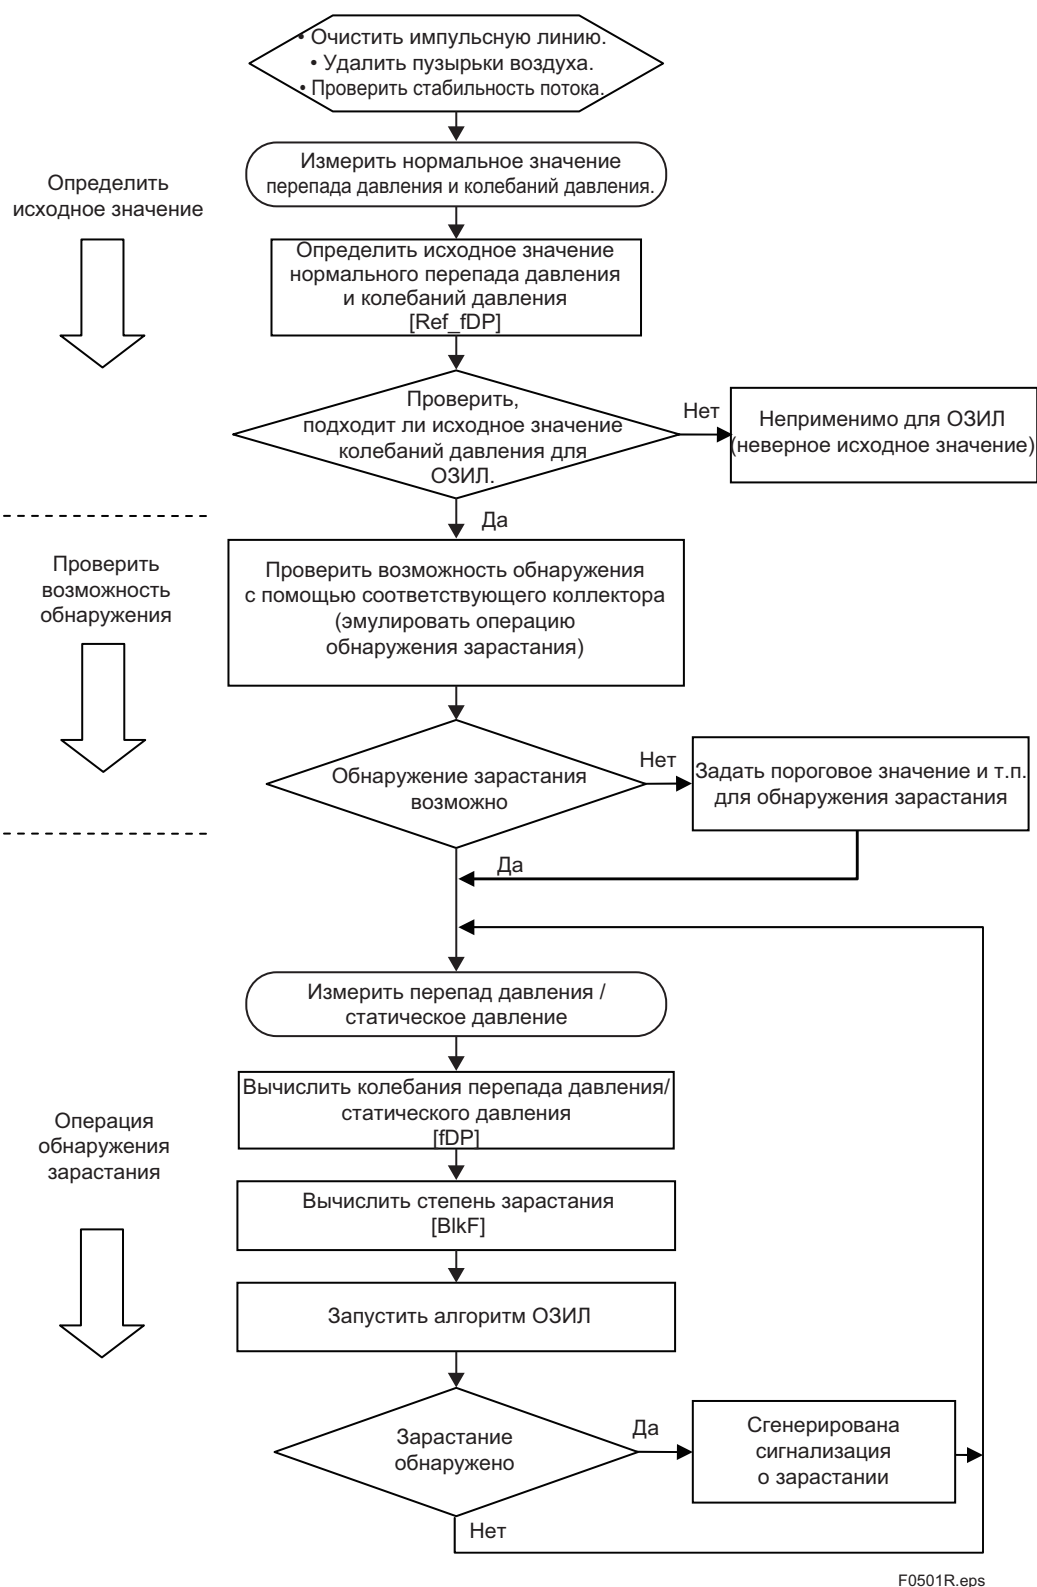 • Очистить импульсную линию.
• Удалить пузырьки воздуха.
• Проверить стабильность потока.
Измерить нормальное значение
перепада давления и колебаний давления.
Определить
исходное значение
Определить исходное значение
нормального перепада давления
и колебаний давления
[Ref_fDP]
Проверить,
подходит ли исходное значение
колебаний давления для
ОЗИЛ.
Нет
Неприменимо для ОЗИЛ
(неверное исходное значение)
Да
Проверить
возможность
обнаружения
Проверить возможность обнаружения
с помощью соответствующего коллектора
(эмулировать операцию
обнаружения зарастания)
Обнаружение зарастания
возможно
Нет
Задать пороговое значение и т.п.
для обнаружения зарастания
Да
Измерить перепад давления /
статическое давление
Вычислить колебания перепада давления/
статического давления
[fDP]
Операция
обнаружения
зарастания
Вычислить степень зарастания
[BlkF]
Запустить алгоритм ОЗИЛ
Зарастание
обнаружено
Да
Сгенерирована
сигнализация
о зарастании
Нет
F0501R.eps